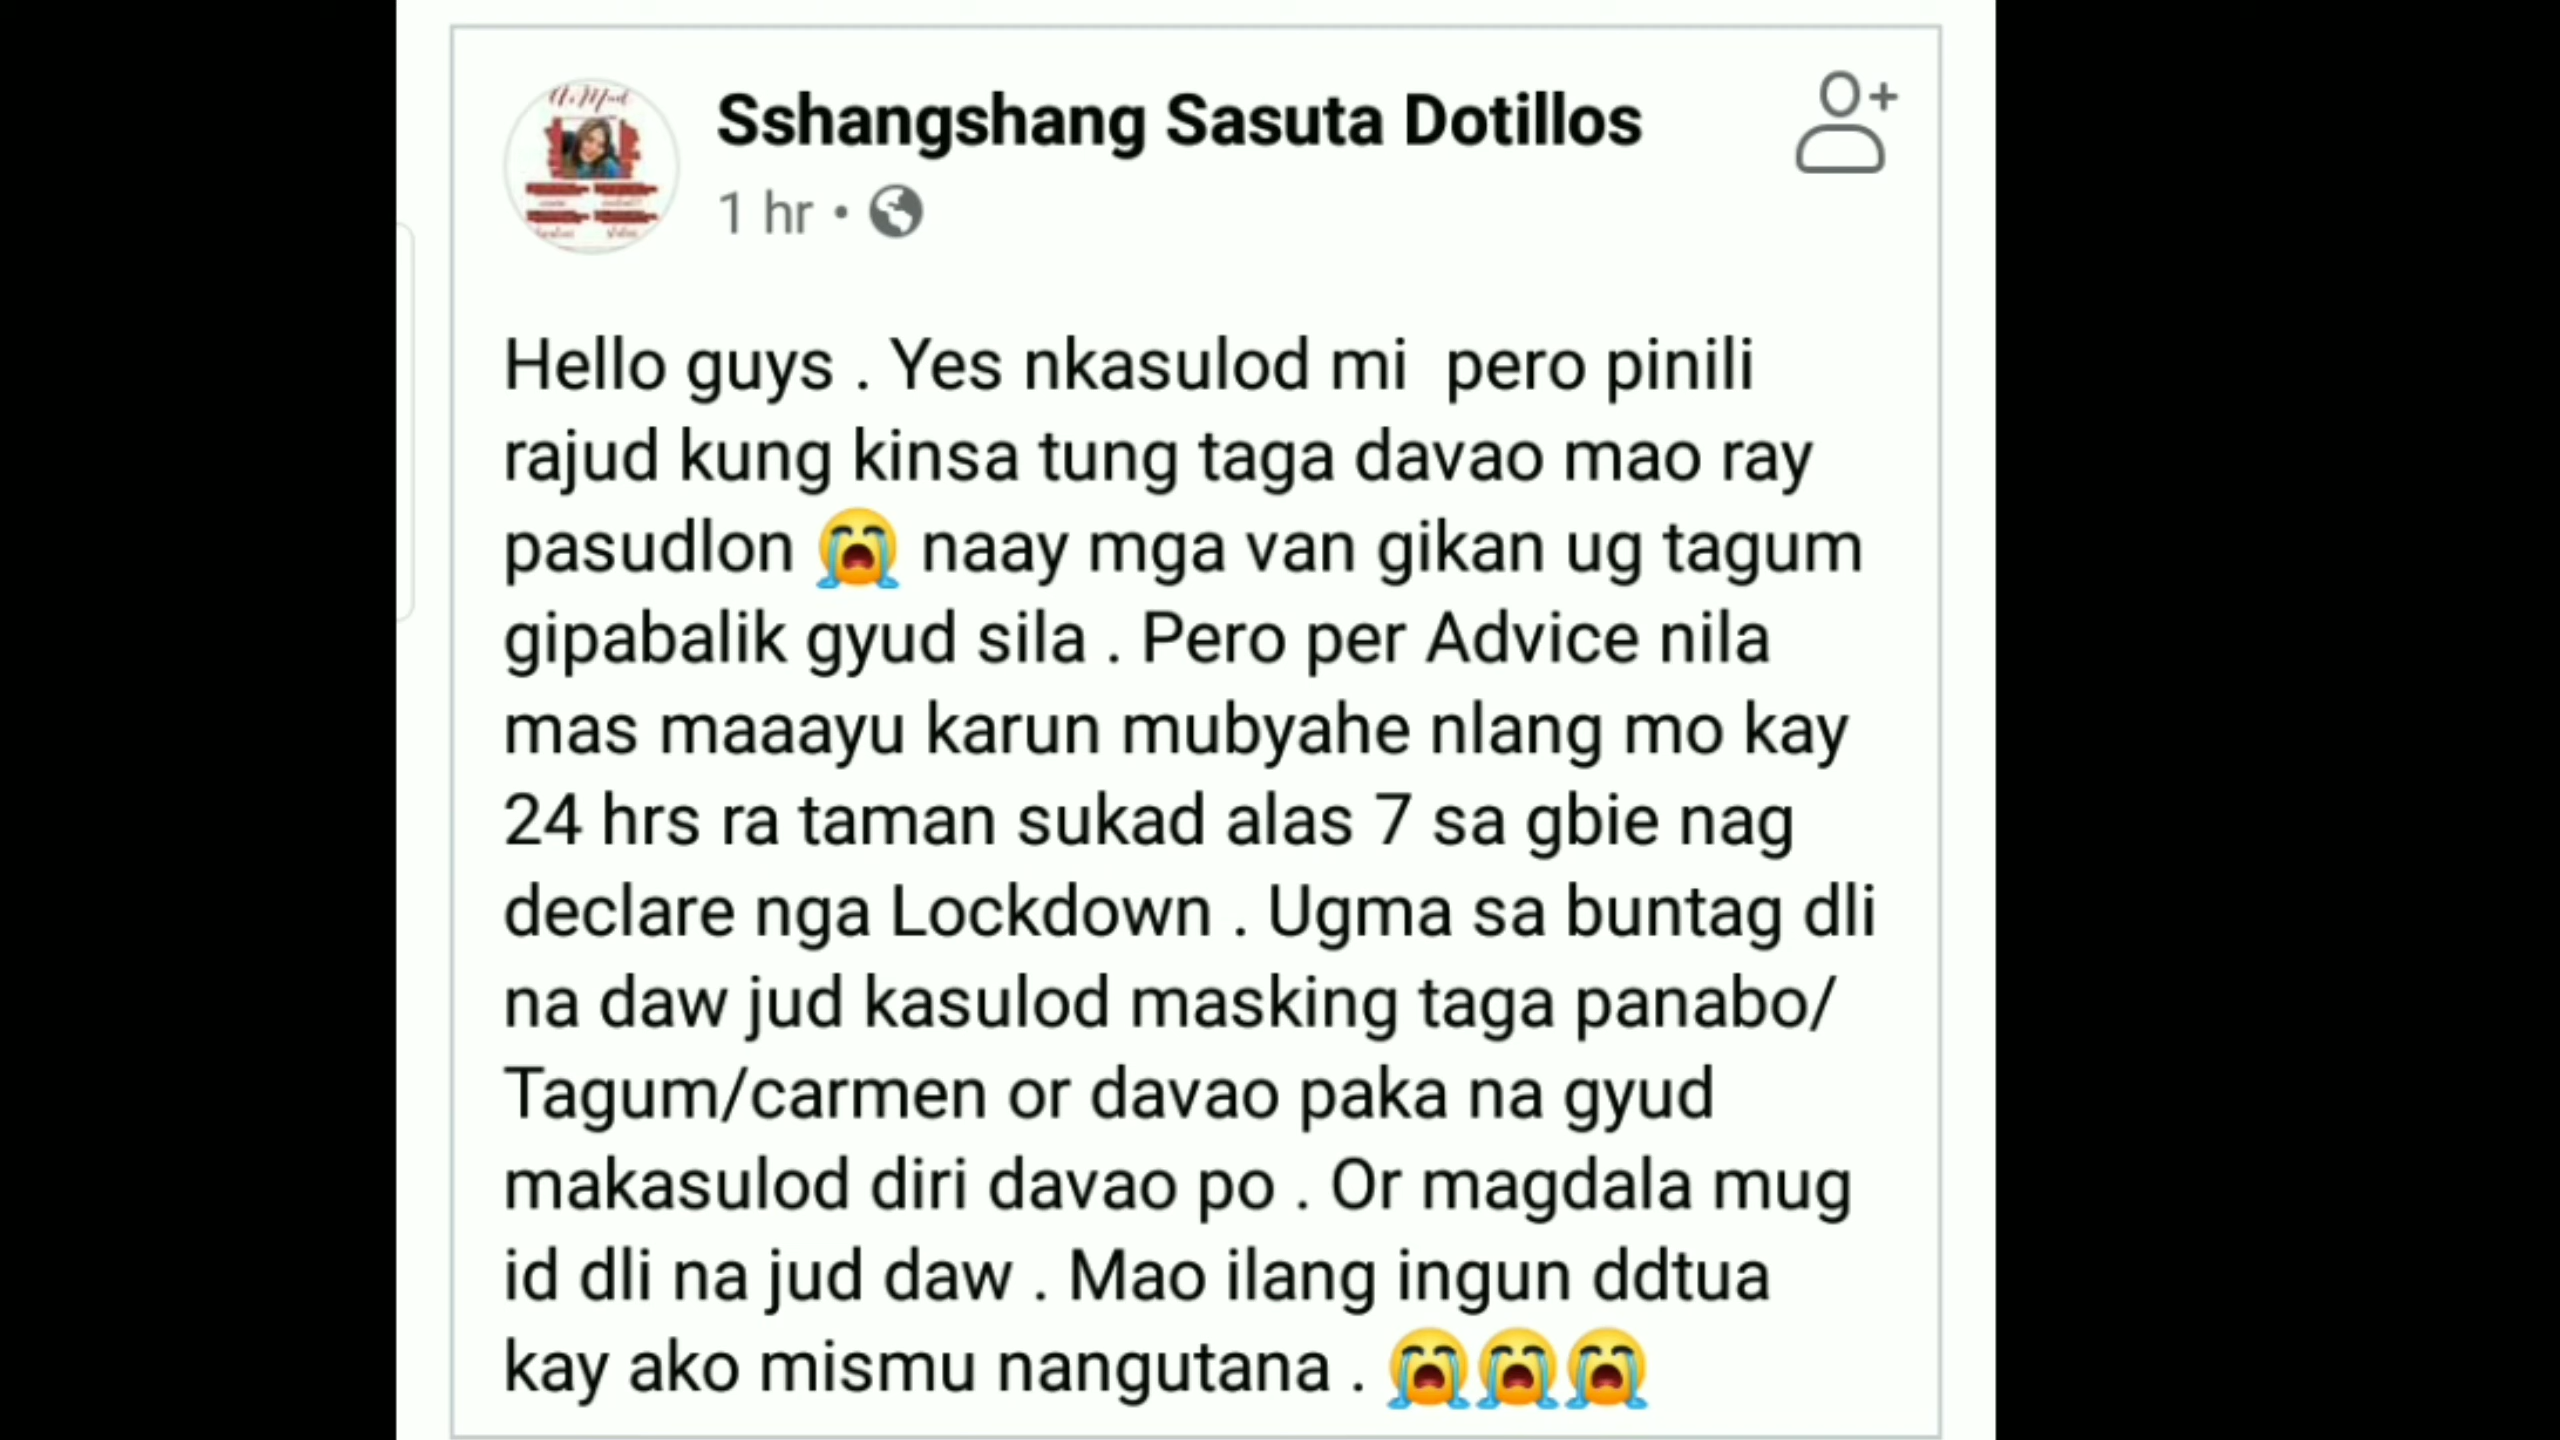 Sshangshang Sasuta Dotillos
1 hr •
Hello guys . Yes nkasulod mi  pero pinili
rajud kung kinsa tung taga davao mao ray
pasudlon 😭 naay mga van gikan ug tagum
gipabalik gyud sila . Pero per Advice nila
mas maaayu karun mubyahe nlang mo kay
24 hrs ra taman sukad alas 7 sa gbie nag
declare nga Lockdown . Ugma sa buntag dli
na daw jud kasulod masking taga panabo/
Tagum/carmen or davao paka na gyud
makasulod diri davao po . Or magdala mug
id dli na jud daw . Mao ilang ingun ddtua
kay ako mismu nangutana . 😭😭😭